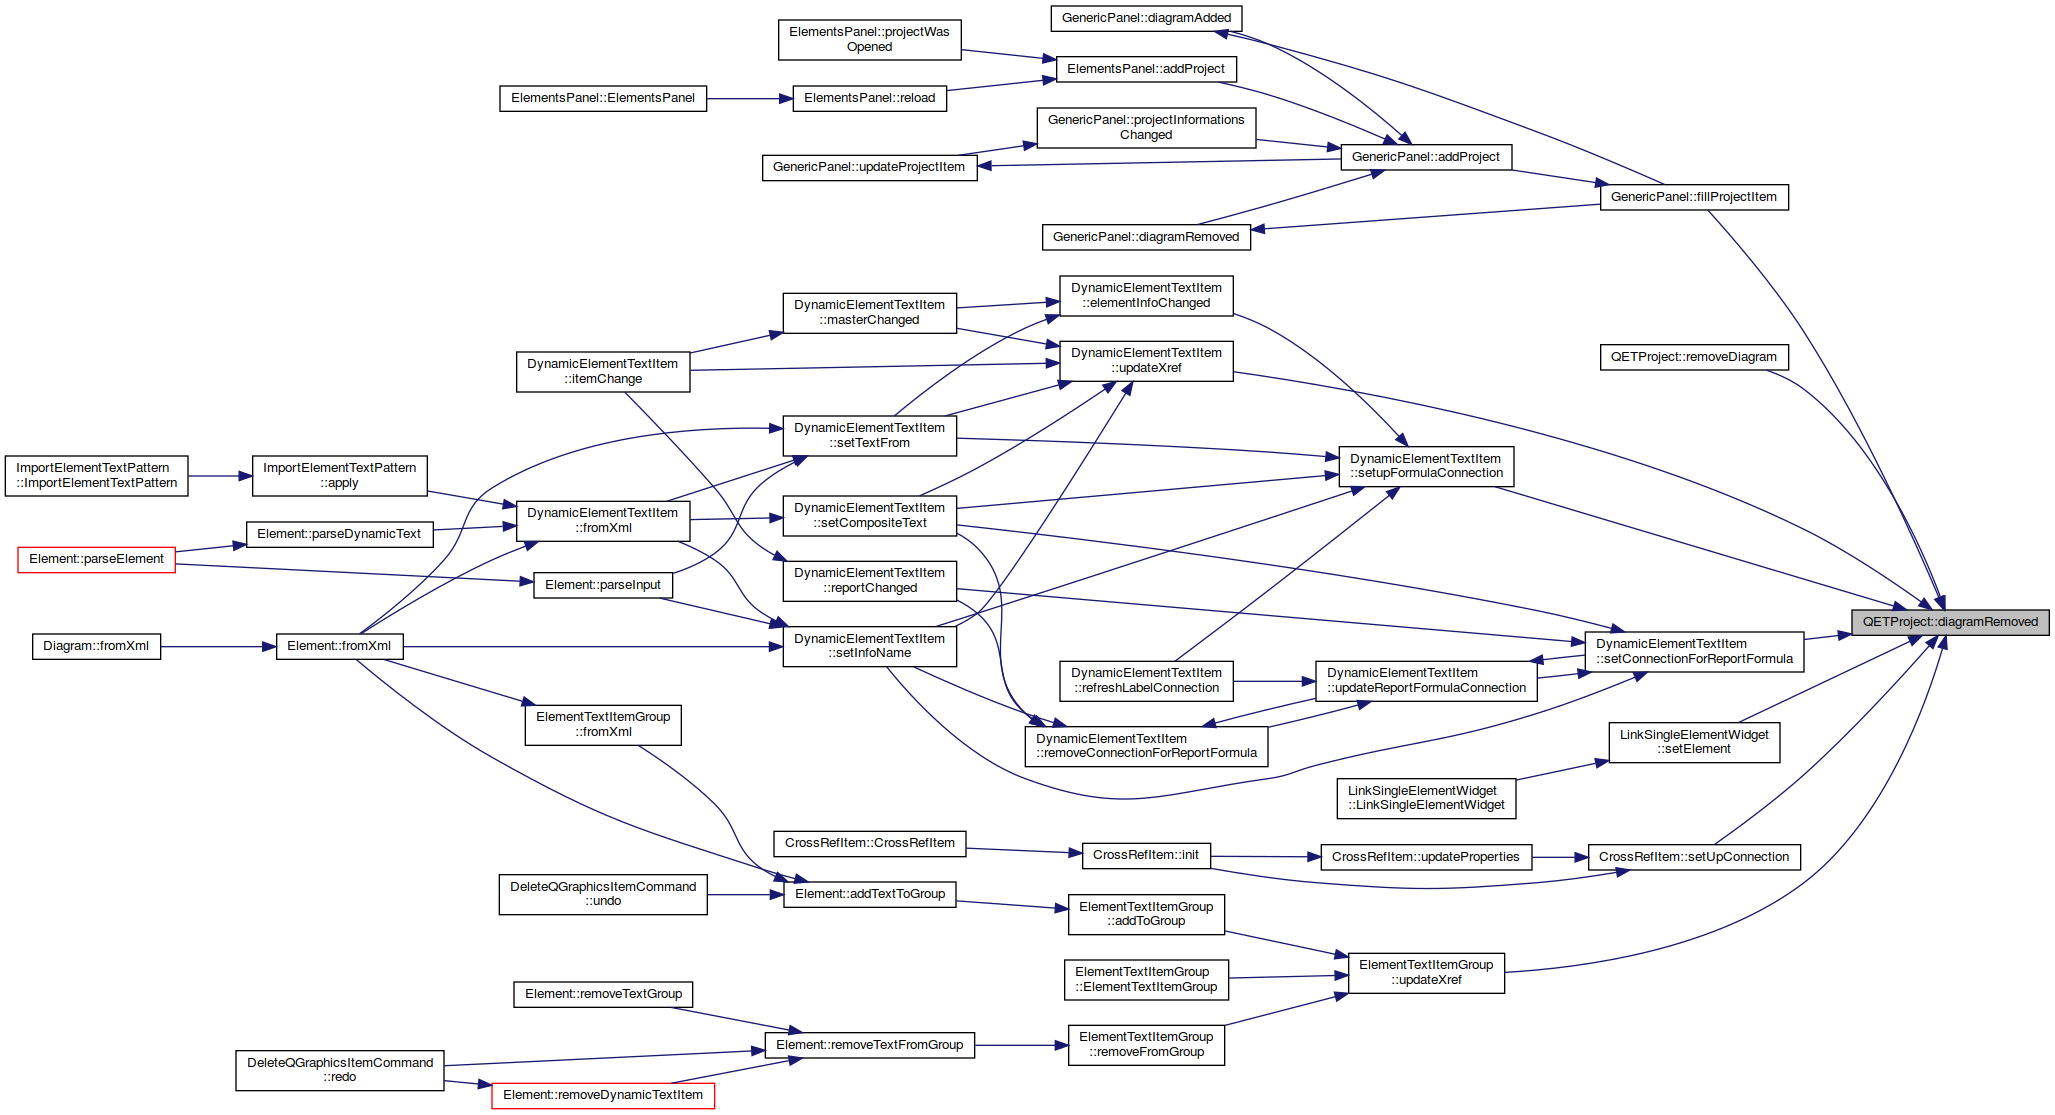 GenericPanel::diagramAdded
ElementsPanel::projectWas
Opened
ElementsPanel::addProject
ElementsPanel::ElementsPanel
ElementsPanel::reload
GenericPanel::projectInformations
Changed
GenericPanel::addProject
GenericPanel::updateProjectItem
GenericPanel::fillProjectItem
GenericPanel::diagramRemoved
DynamicElementTextItem
::elementInfoChanged
DynamicElementTextItem
::masterChanged
DynamicElementTextItem
::updateXref
QETProject::removeDiagram
DynamicElementTextItem
::itemChange
DynamicElementTextItem
::setTextFrom
DynamicElementTextItem
::setupFormulaConnection
ImportElementTextPattern
::ImportElementTextPattern
ImportElementTextPattern
::apply
DynamicElementTextItem
::fromXml
DynamicElementTextItem
::setCompositeText
Element::parseDynamicText
Element::parseElement
Element::parseInput
DynamicElementTextItem
::reportChanged
QETProject::diagramRemoved
Diagram::fromXml
Element::fromXml
DynamicElementTextItem
::setInfoName
DynamicElementTextItem
::setConnectionForReportFormula
DynamicElementTextItem
::refreshLabelConnection
DynamicElementTextItem
::updateReportFormulaConnection
ElementTextItemGroup
::fromXml
DynamicElementTextItem
::removeConnectionForReportFormula
LinkSingleElementWidget
::setElement
LinkSingleElementWidget
::LinkSingleElementWidget
CrossRefItem::CrossRefItem
CrossRefItem::init
CrossRefItem::updateProperties
CrossRefItem::setUpConnection
DeleteQGraphicsItemCommand
::undo
Element::addTextToGroup
ElementTextItemGroup
::addToGroup
ElementTextItemGroup
::ElementTextItemGroup
ElementTextItemGroup
::updateXref
Element::removeTextGroup
Element::removeTextFromGroup
ElementTextItemGroup
::removeFromGroup
DeleteQGraphicsItemCommand
::redo
Element::removeDynamicTextItem